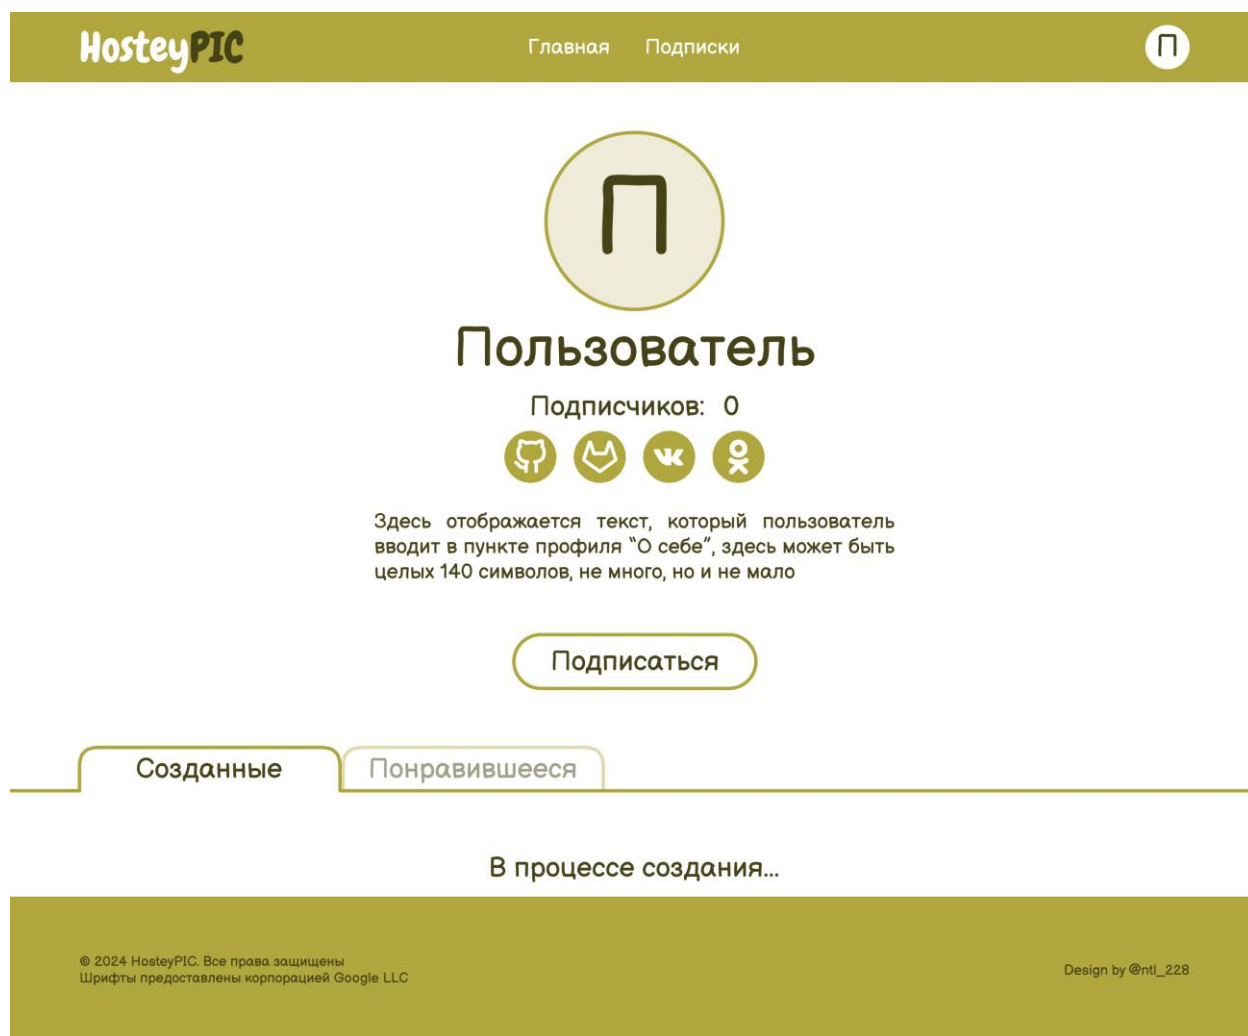 HosteyPIC
Главная Подписки
П
П
Пользователь
Подписчиков: 0
Здесь отображается текст, который пользователь
вводит в пункте профиля “О себе”, здесь может быть
целых 140 символов, не много, но и не мало
Подписаться
Созданные Понравившееся
В процессе создания...
© 2024 HosteyPIC. Все права защищены
Шрифты предоставлены корпорацией Google LLC
Design by @ntl_228